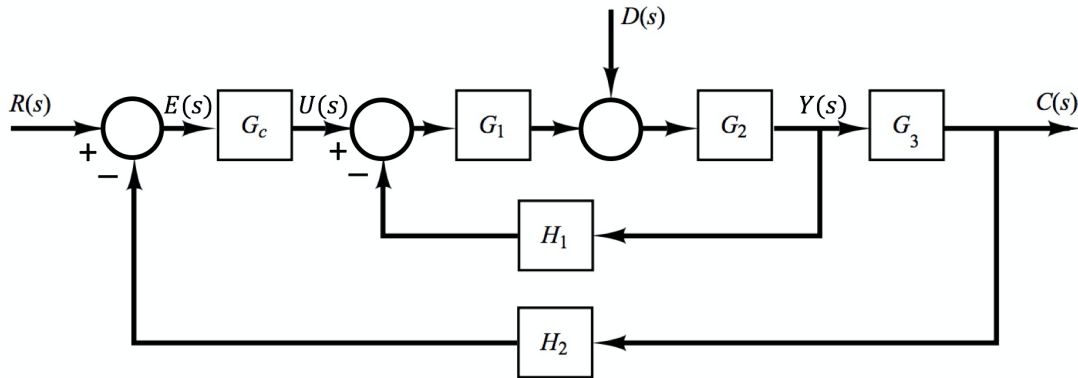 D(s)
R(s)
E(s)
G_c
U(s)
G_1
G_2
Y(s)
G_3
C(s)
+
−
+
−
H_1
H_2